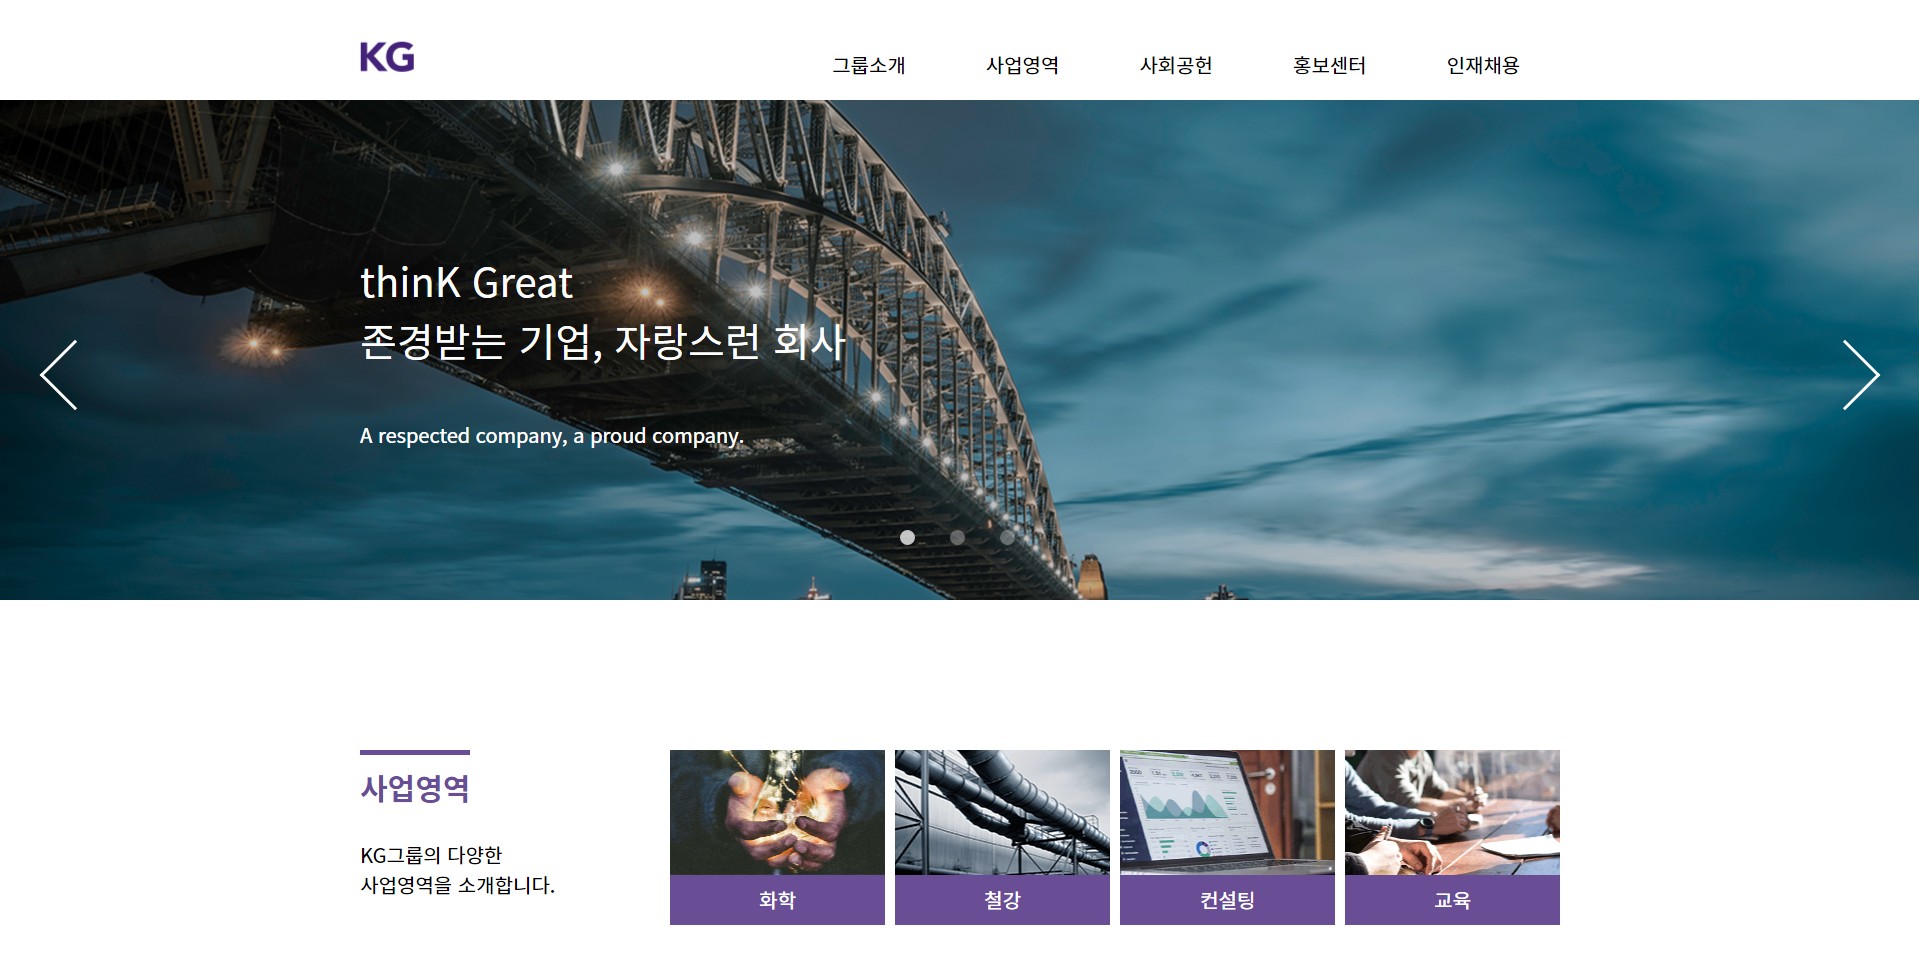 KG
그룹소개 사업영역 사회공헌 홍보센터 인재채용
thinK Great
존경받는 기업, 자랑스런 회사
A respected company, a proud company.
사업영역
KG그룹의 다양한
사업영역을 소개합니다.
화학 철강 컨설팅 교육